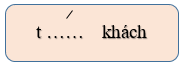 t ...... khách